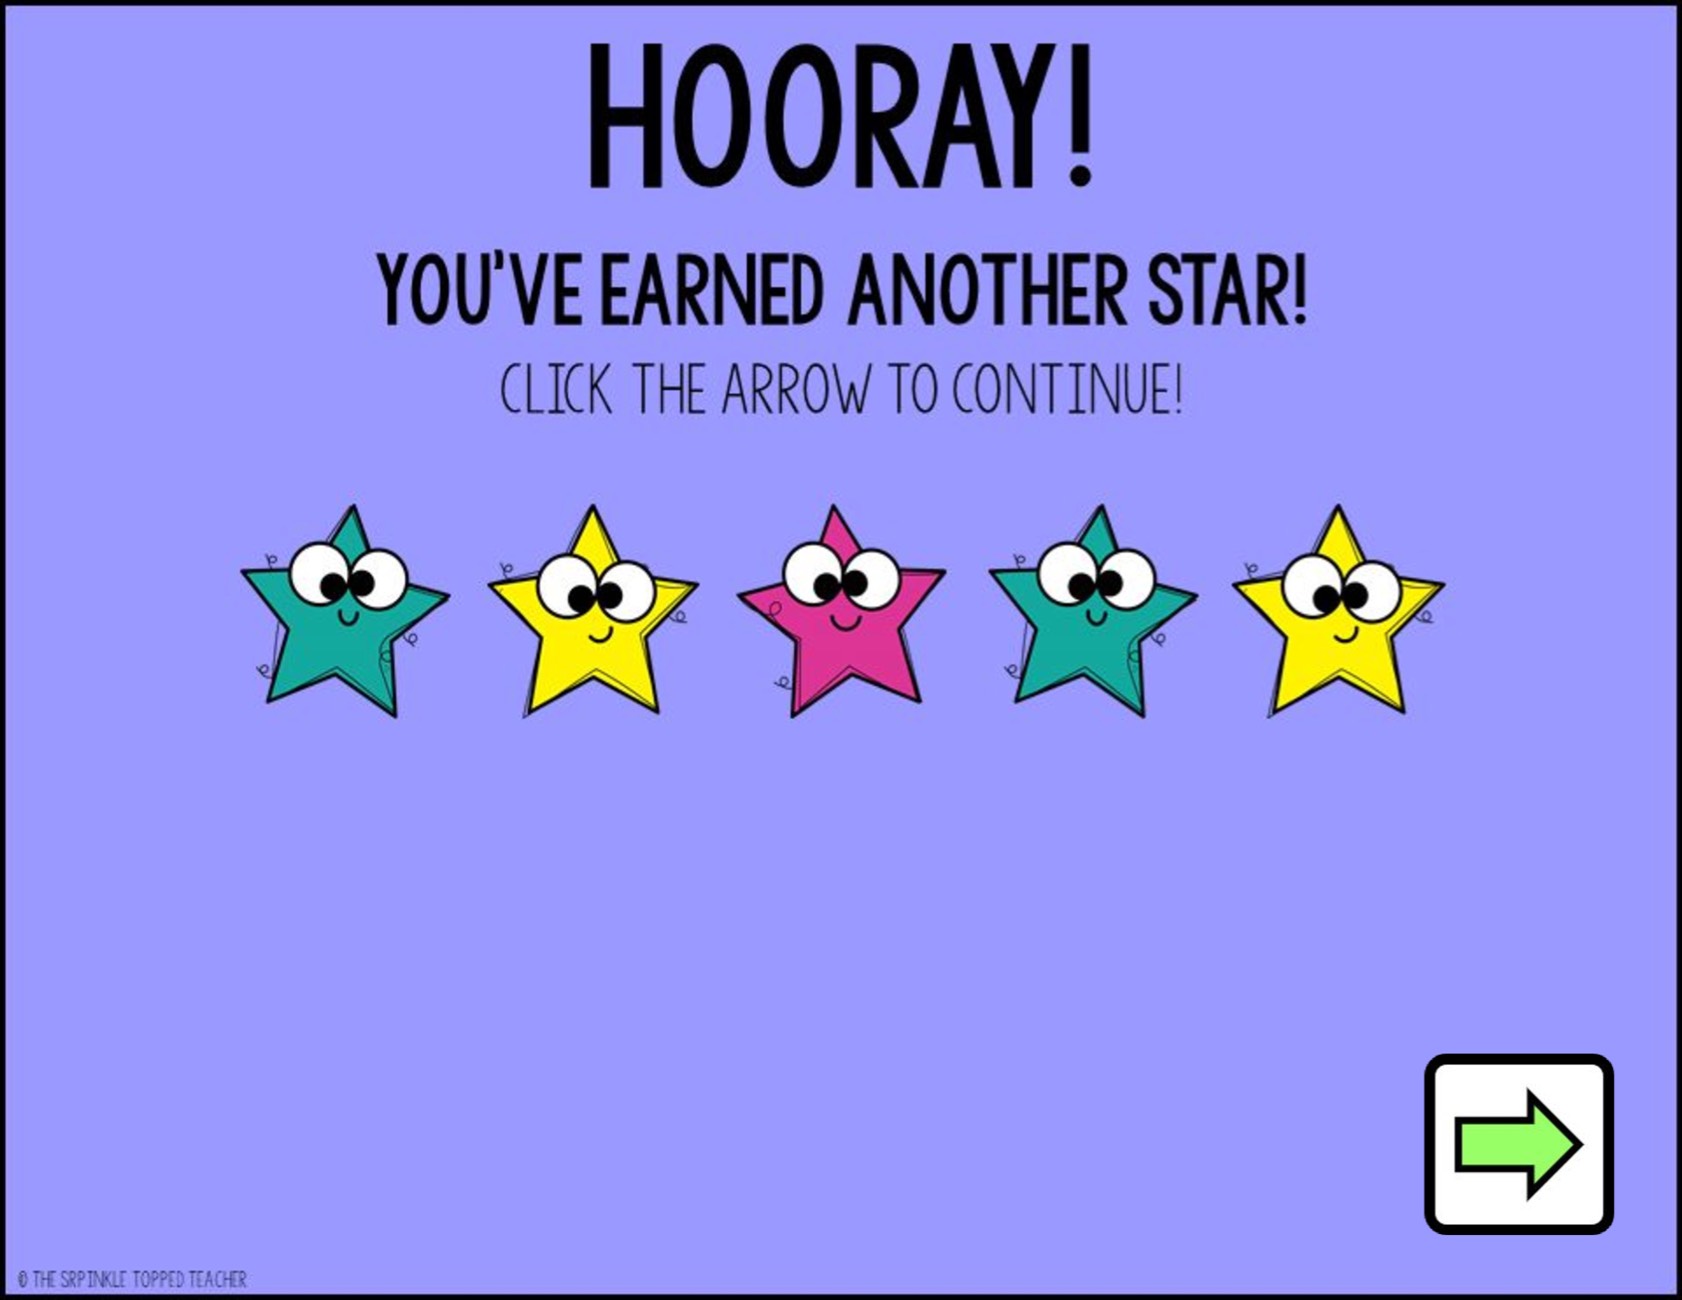 HOORAY!
YOU'VE EARNED ANOTHER STAR!
CLICK THE ARROW TO CONTINUE!
© THE SRPINKLE TOPPED TEACHER